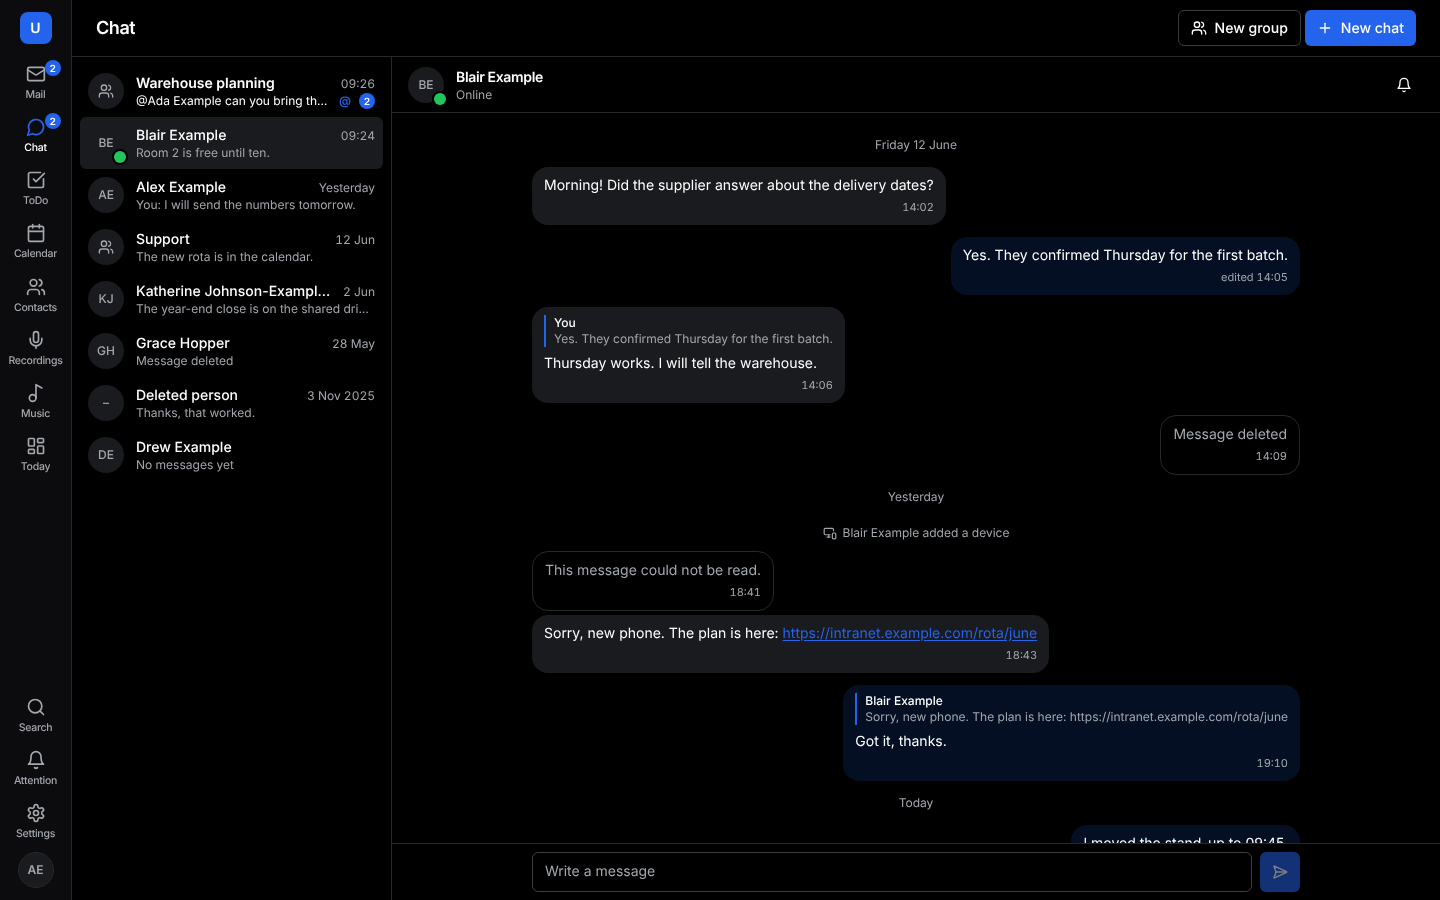 U
Mail
2
Chat
2
ToDo
Calendar
Contacts
Recordings
Music
Today
Search
Attention
Settings
AE
Chat
New group
New chat
Warehouse planning
09:26
@Ada Example can you bring th...
@
2
BE
Blair Example
09:24
Room 2 is free until ten.
AE
Alex Example
Yesterday
You: I will send the numbers tomorrow.
Support
12 Jun
The new rota is in the calendar.
KJ
Katherine Johnson-Exampl...
2 Jun
The year-end close is on the shared dri...
GH
Grace Hopper
28 May
Message deleted
–
Deleted person
3 Nov 2025
Thanks, that worked.
DE
Drew Example
No messages yet
BE
Blair Example
Online
Friday 12 June
Morning! Did the supplier answer about the delivery dates?
14:02
Yes. They confirmed Thursday for the first batch.
edited 14:05
You
Yes. They confirmed Thursday for the first batch.
Thursday works. I will tell the warehouse.
14:06
Message deleted
14:09
Yesterday
Blair Example added a device
This message could not be read.
18:41
Sorry, new phone. The plan is here: https://intranet.example.com/rota/june
18:43
Blair Example
Sorry, new phone. The plan is here: https://intranet.example.com/rota/june
Got it, thanks.
19:10
Today
I moved the stand-up to 09:45.
Write a message